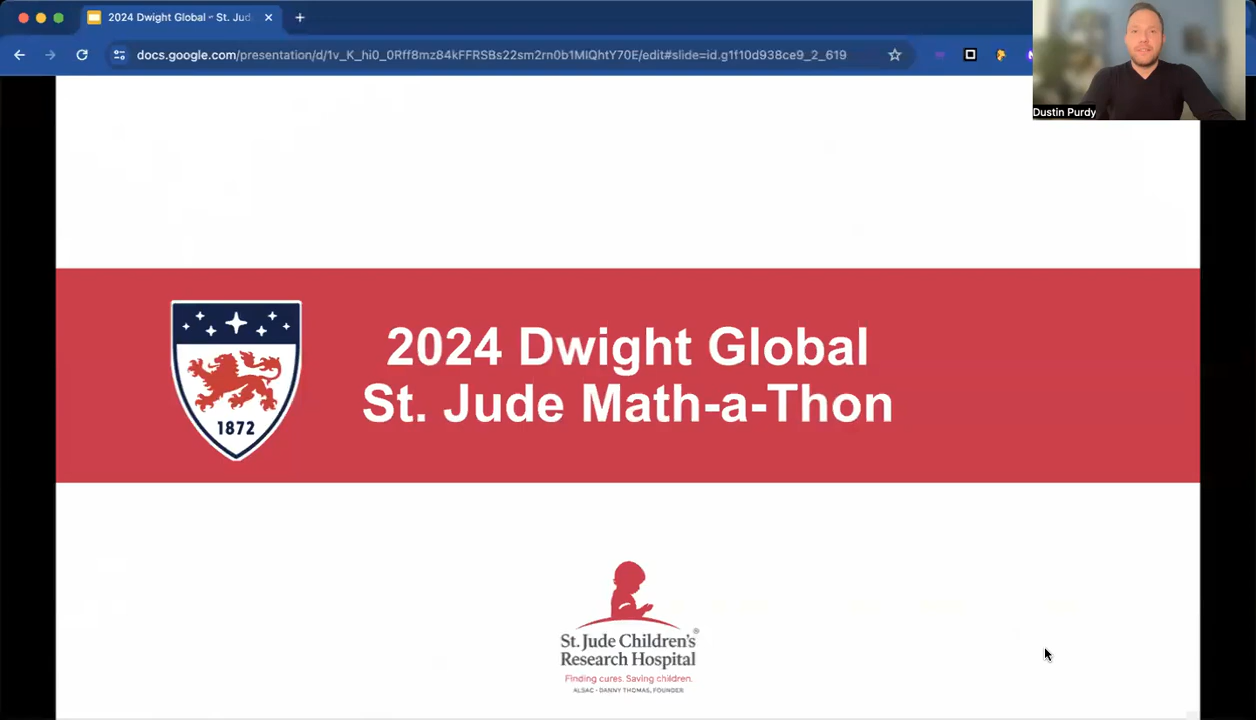 2024 Dwight Global - St. Jud
docs.google.com/presentation/d/1v_K_hi0_0Rff8mz84kFFRSBs22sm2rn0b1MIQhtY70E/edit#slide=id.g1f10d938ce9_2_619
Dustin Purdy
2024 Dwight Global
St. Jude Math-a-Thon
1872
St. Jude Children's®
Research Hospital
Finding cures. Saving children.
ALSAC • DANNY THOMAS, FOUNDER